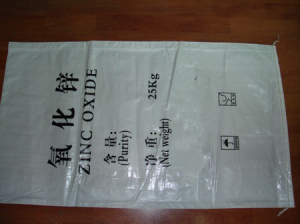 氧化锌
ZINC OXIDE
含量:
(Purity)
净重: 25Kg
(Net weight)